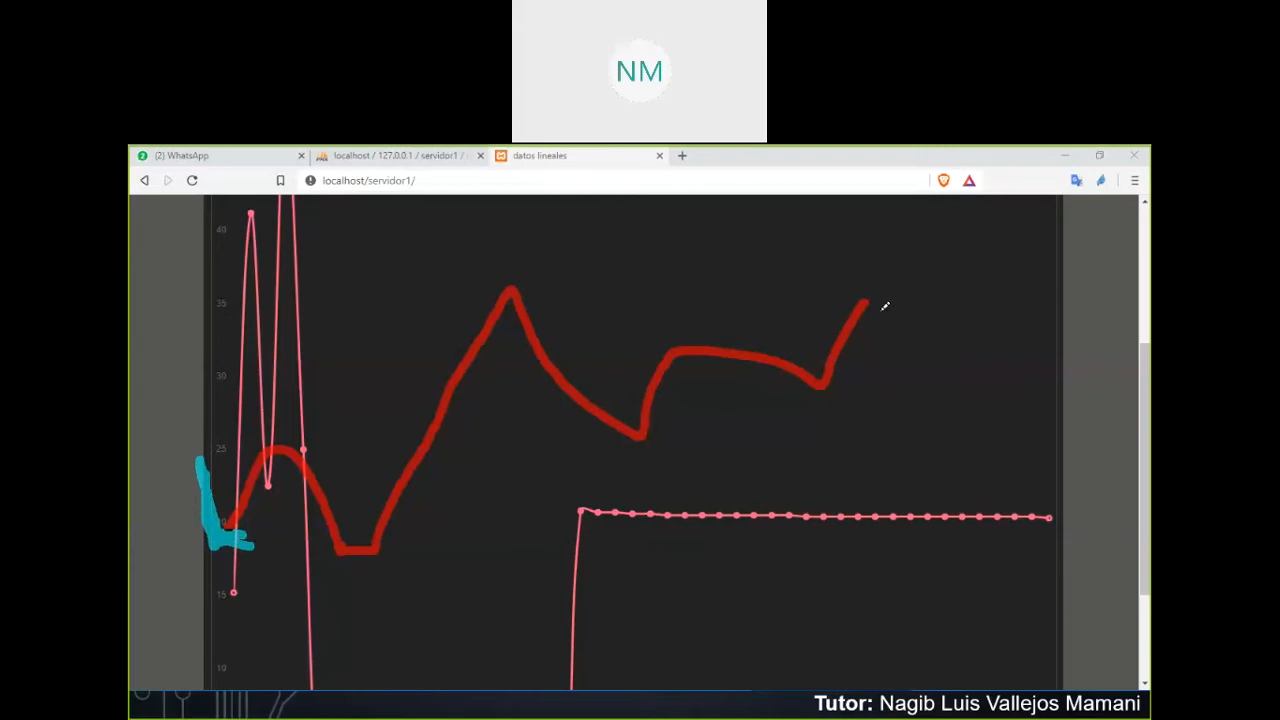 NM
(2) WhatsApp
localhost / 127.0.0.1 / servidor1 /
datos lineales
localhost/servidor1/
40
35
30
25
15
10
Tutor: Nagib Luis Vallejos Mamani